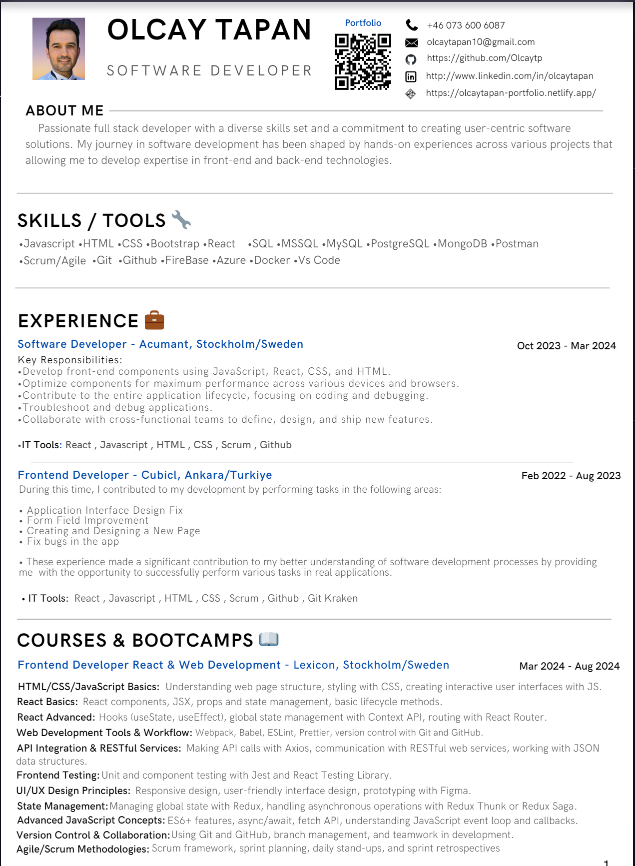 OLCAY TAPAN
SOFTWARE DEVELOPER
Portfolio
+46 073 600 6087
olcaytapan10@gmail.com
https://github.com/Olcaytp
http://www.linkedin.com/in/olcaytapan
https://olcaytapan-portfolio.netlify.app/
ABOUT ME
Passionate full stack developer with a diverse skills set and a commitment to creating user-centric software
solutions. My journey in software development has been shaped by hands-on experiences across various projects that
allowing me to develop expertise in front-end and back-end technologies.
SKILLS / TOOLS
•Javascript •HTML •CSS •Bootstrap •React •SQL •MSSQL •MySQL •PostgreSQL •MongoDB •Postman
•Scrum/Agile •Git •Github •FireBase •Azure •Docker •Vs Code
EXPERIENCE
Software Developer - Acumant, Stockholm/Sweden Oct 2023 - Mar 2024
Key Responsibilities:
•Develop front-end components using JavaScript, React, CSS, and HTML.
•Optimize components for maximum performance across various devices and browsers.
•Contribute to the entire application lifecycle, focusing on coding and debugging.
•Troubleshoot and debug applications.
•Collaborate with cross-functional teams to define, design, and ship new features.
•IT Tools: React , Javascript , HTML , CSS , Scrum , Github
Frontend Developer - Cubicl, Ankara/Turkiye Feb 2022 - Aug 2023
During this time, I contributed to my development by performing tasks in the following areas:
• Application Interface Design Fix
• Form Field Improvement
• Creating and Designing a New Page
• Fix bugs in the app
• These experience made a significant contribution to my better understanding of software development processes by providing
me with the opportunity to successfully perform various tasks in real applications.
• IT Tools: React , Javascript , HTML , CSS , Scrum , Github , Git Kraken
COURSES & BOOTCAMPS
Frontend Developer React & Web Development - Lexicon, Stockholm/Sweden Mar 2024 - Aug 2024
HTML/CSS/JavaScript Basics: Understanding web page structure, styling with CSS, creating interactive user interfaces with JS.
React Basics: React components, JSX, props and state management, basic lifecycle methods.
React Advanced: Hooks (useState, useEffect), global state management with Context API, routing with React Router.
Web Development Tools & Workflow: Webpack, Babel, ESLint, Prettier, version control with Git and GitHub.
API Integration & RESTful Services: Making API calls with Axios, communication with RESTful web services, working with JSON
data structures.
Frontend Testing: Unit and component testing with Jest and React Testing Library.
UI/UX Design Principles: Responsive design, user-friendly interface design, prototyping with Figma.
State Management: Managing global state with Redux, handling asynchronous operations with Redux Thunk or Redux Saga.
Advanced JavaScript Concepts: ES6+ features, async/await, fetch API, understanding JavaScript event loop and callbacks.
Version Control & Collaboration: Using Git and GitHub, branch management, and teamwork in development.
Agile/Scrum Methodologies: Scrum framework, sprint planning, daily stand-ups, and sprint retrospectives
1